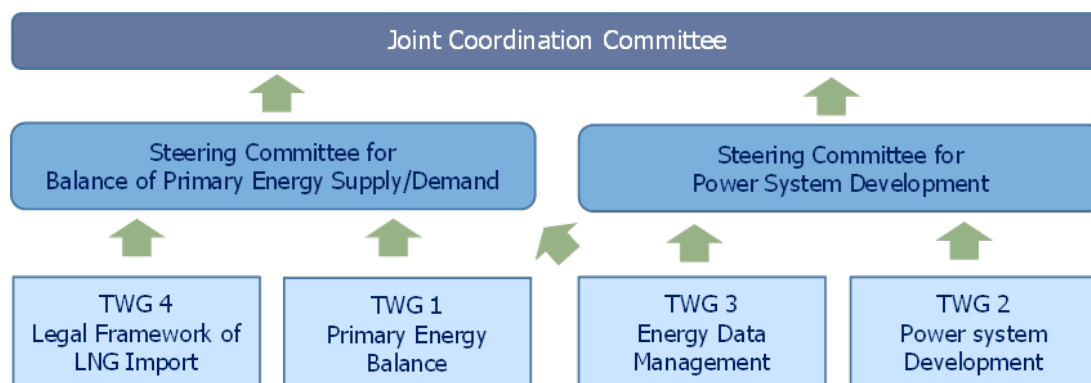 Joint Coordination Committee
Steering Committee for
Balance of Primary Energy Supply/Demand
Steering Committee for
Power System Development
TWG 4
Legal Framework of
LNG Import
TWG 1
Primary Energy
Balance
TWG 3
Energy Data
Management
TWG 2
Power system
Development